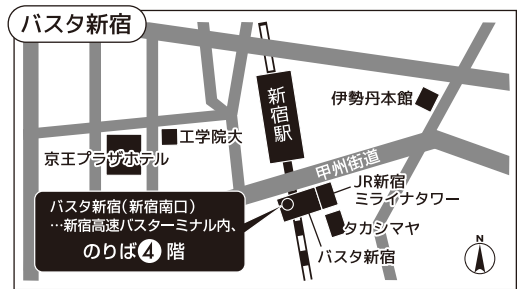 バスタ新宿
新宿駅
伊勢丹本館
工学院大
京王プラザホテル
甲州街道
JR新宿
ミライナタワー
タカシマヤ
バスタ新宿
バスタ新宿(新宿南口)
…新宿高速バスターミナル内、
のりば4階
N